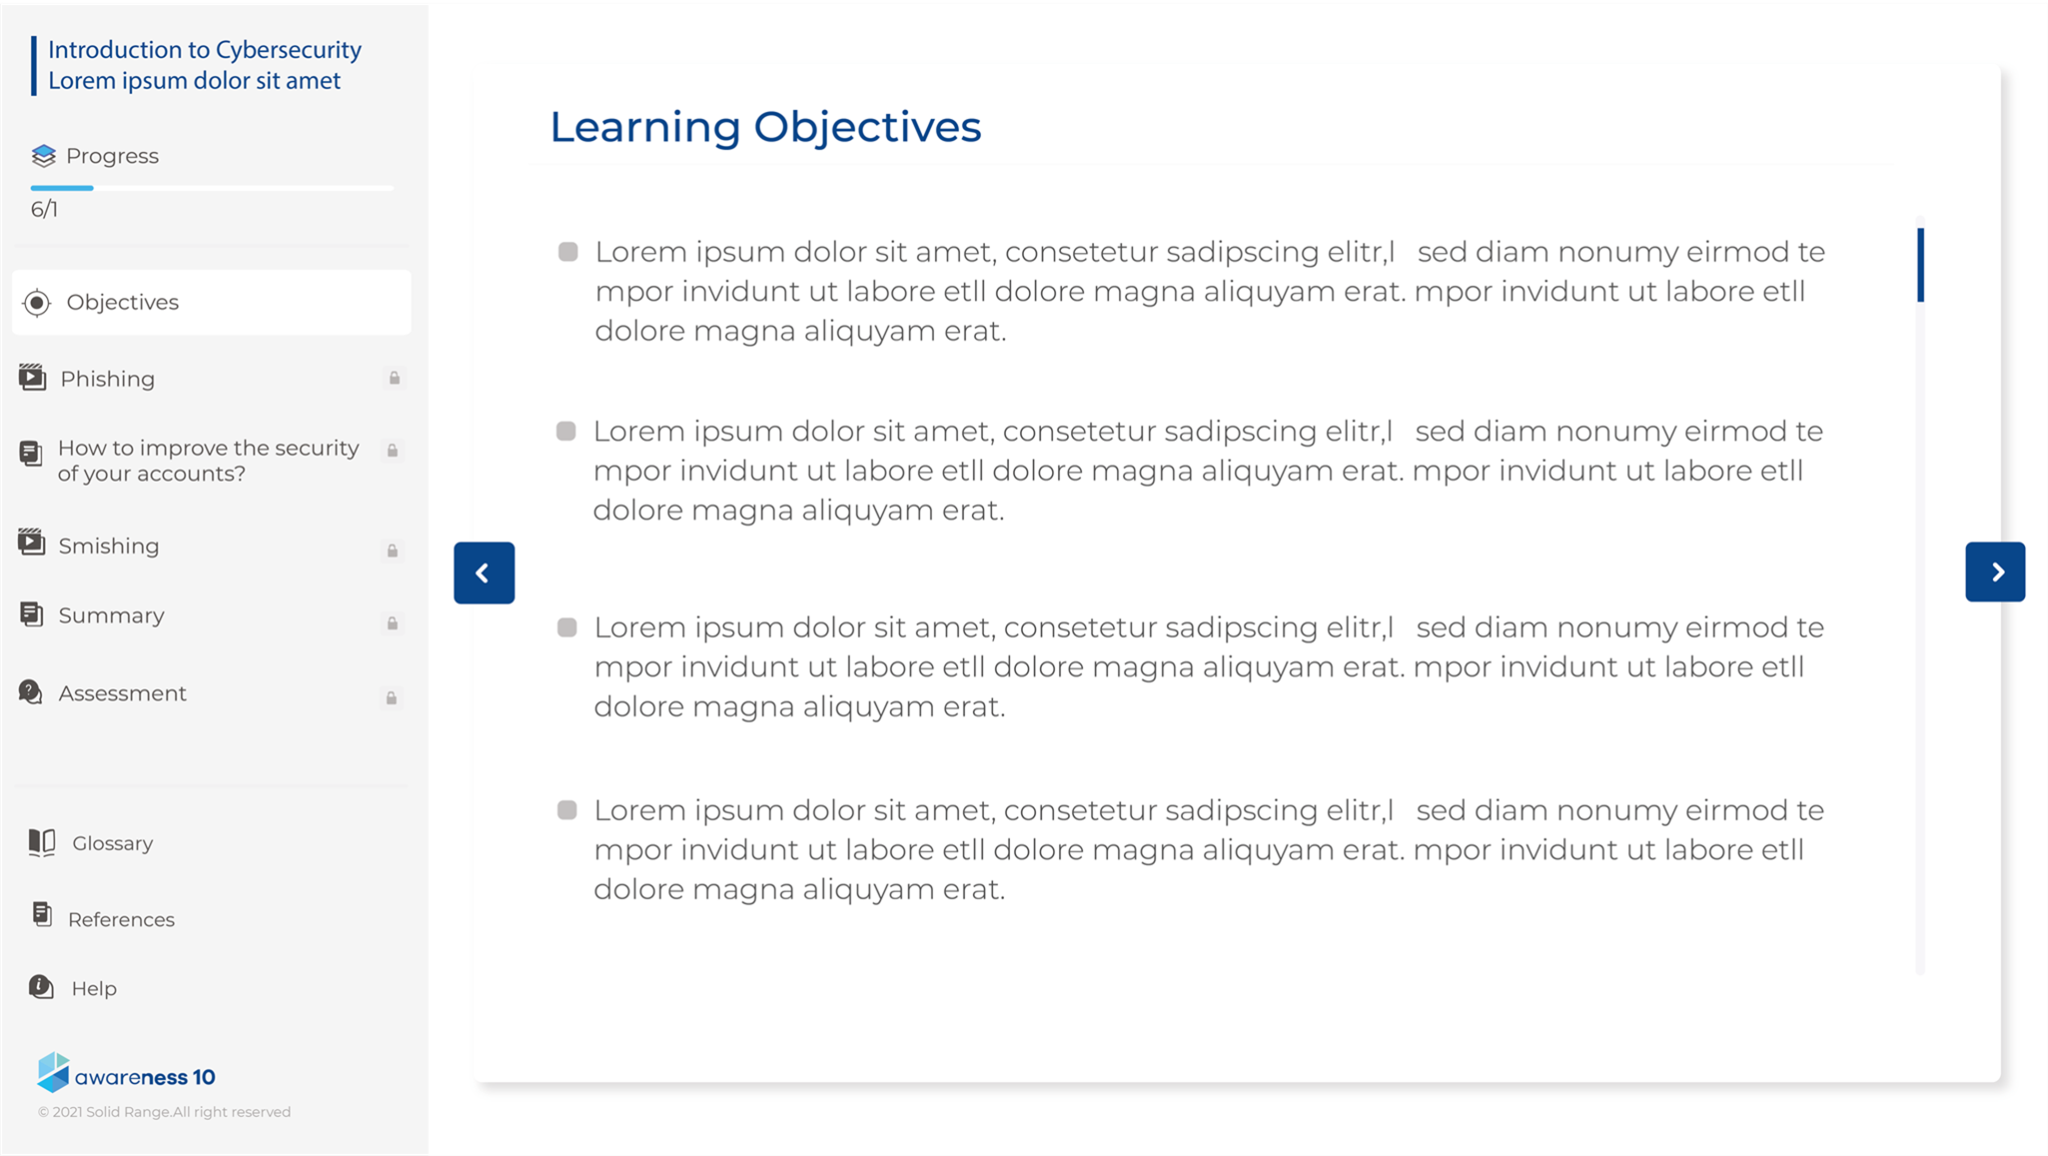 Introduction to Cybersecurity
Lorem ipsum dolor sit amet
Progress
6/1
Objectives
Phishing
How to improve the security
of your accounts?
Smishing
Summary
Assessment
Glossary
References
Help
awareness 10
© 2021 Solid Range.All right reserved
Learning Objectives
Lorem ipsum dolor sit amet, consetetur sadipscing elitr,l sed diam nonumy eirmod te
mpor invidunt ut labore etll dolore magna aliquyam erat. mpor invidunt ut labore etll
dolore magna aliquyam erat.
Lorem ipsum dolor sit amet, consetetur sadipscing elitr,l sed diam nonumy eirmod te
mpor invidunt ut labore etll dolore magna aliquyam erat. mpor invidunt ut labore etll
dolore magna aliquyam erat.
Lorem ipsum dolor sit amet, consetetur sadipscing elitr,l sed diam nonumy eirmod te
mpor invidunt ut labore etll dolore magna aliquyam erat. mpor invidunt ut labore etll
dolore magna aliquyam erat.
Lorem ipsum dolor sit amet, consetetur sadipscing elitr,l sed diam nonumy eirmod te
mpor invidunt ut labore etll dolore magna aliquyam erat. mpor invidunt ut labore etll
dolore magna aliquyam erat.